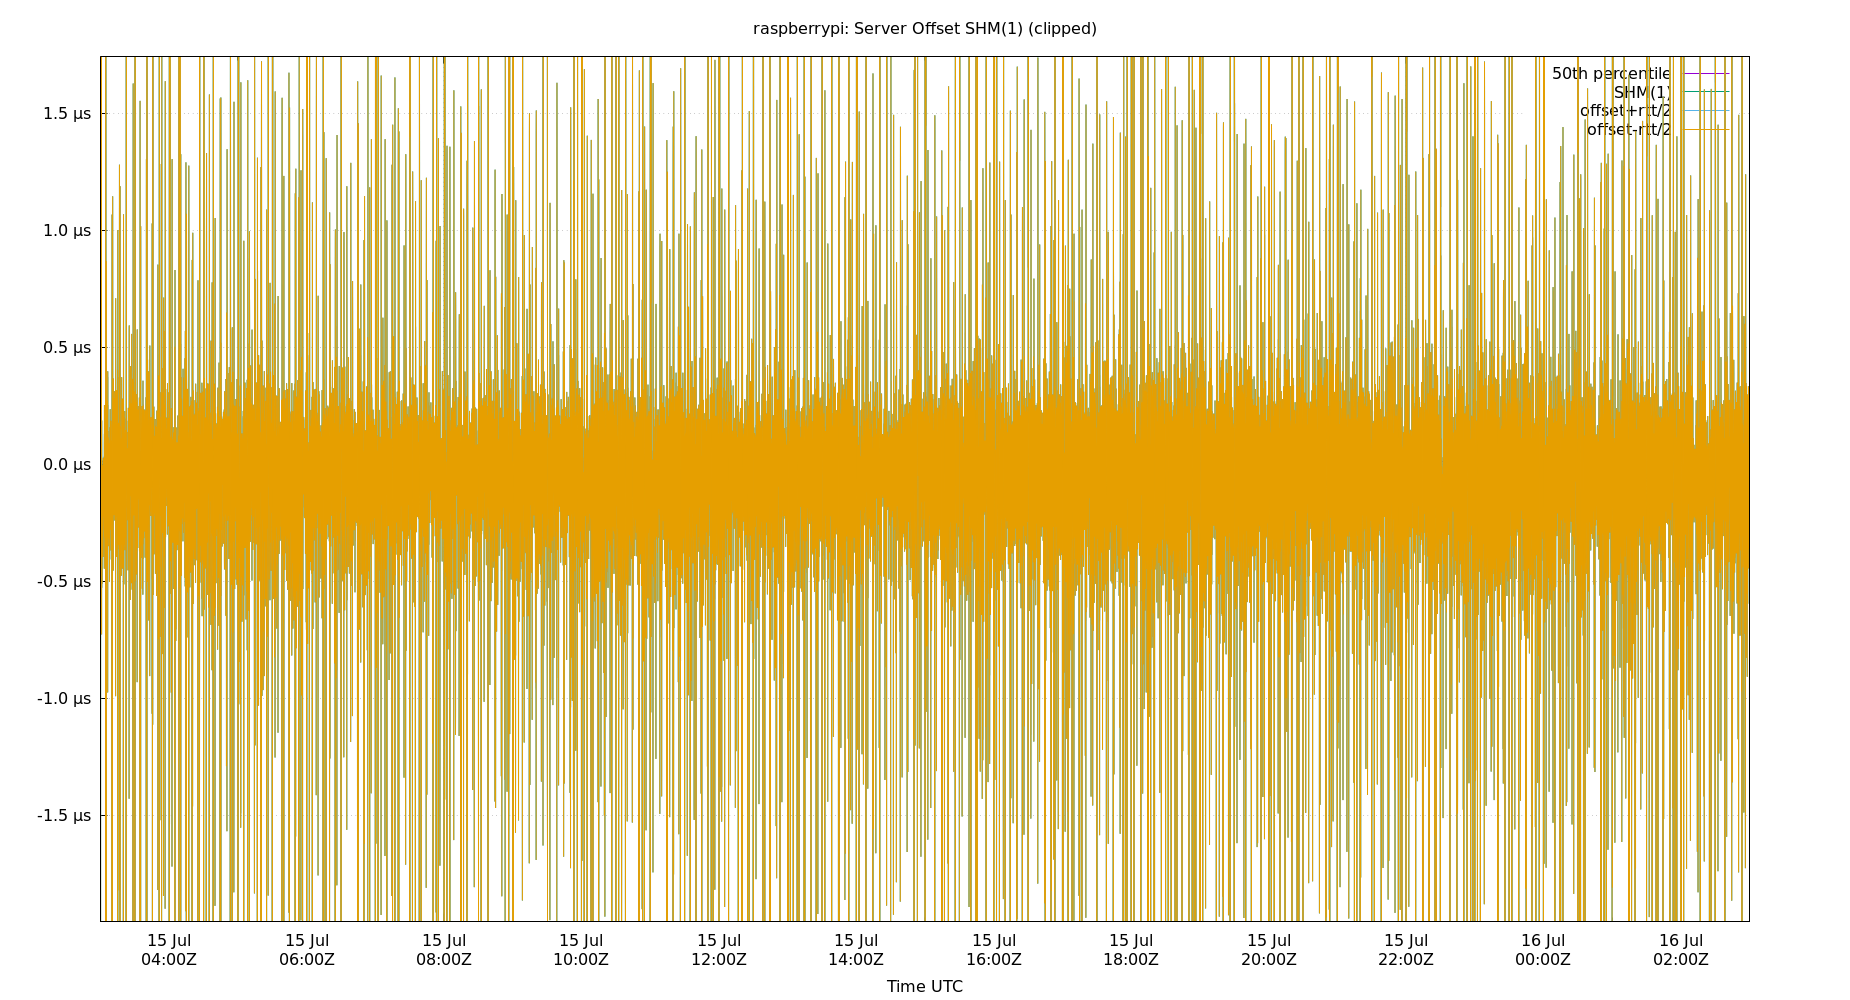 raspberrypi: Server Offset SHM(1) (clipped)
50th percentile
SHM(1)
offset+rtt/2
offset-rtt/2
1.5 µs
1.0 µs
0.5 µs
0.0 µs
-0.5 µs
-1.0 µs
-1.5 µs
15 Jul 15 Jul 15 Jul 15 Jul 15 Jul 15 Jul 15 Jul 15 Jul 15 Jul 15 Jul 16 Jul 16 Jul
04:00Z 06:00Z 08:00Z 10:00Z 12:00Z 14:00Z 16:00Z 18:00Z 20:00Z 22:00Z 00:00Z 02:00Z
Time UTC